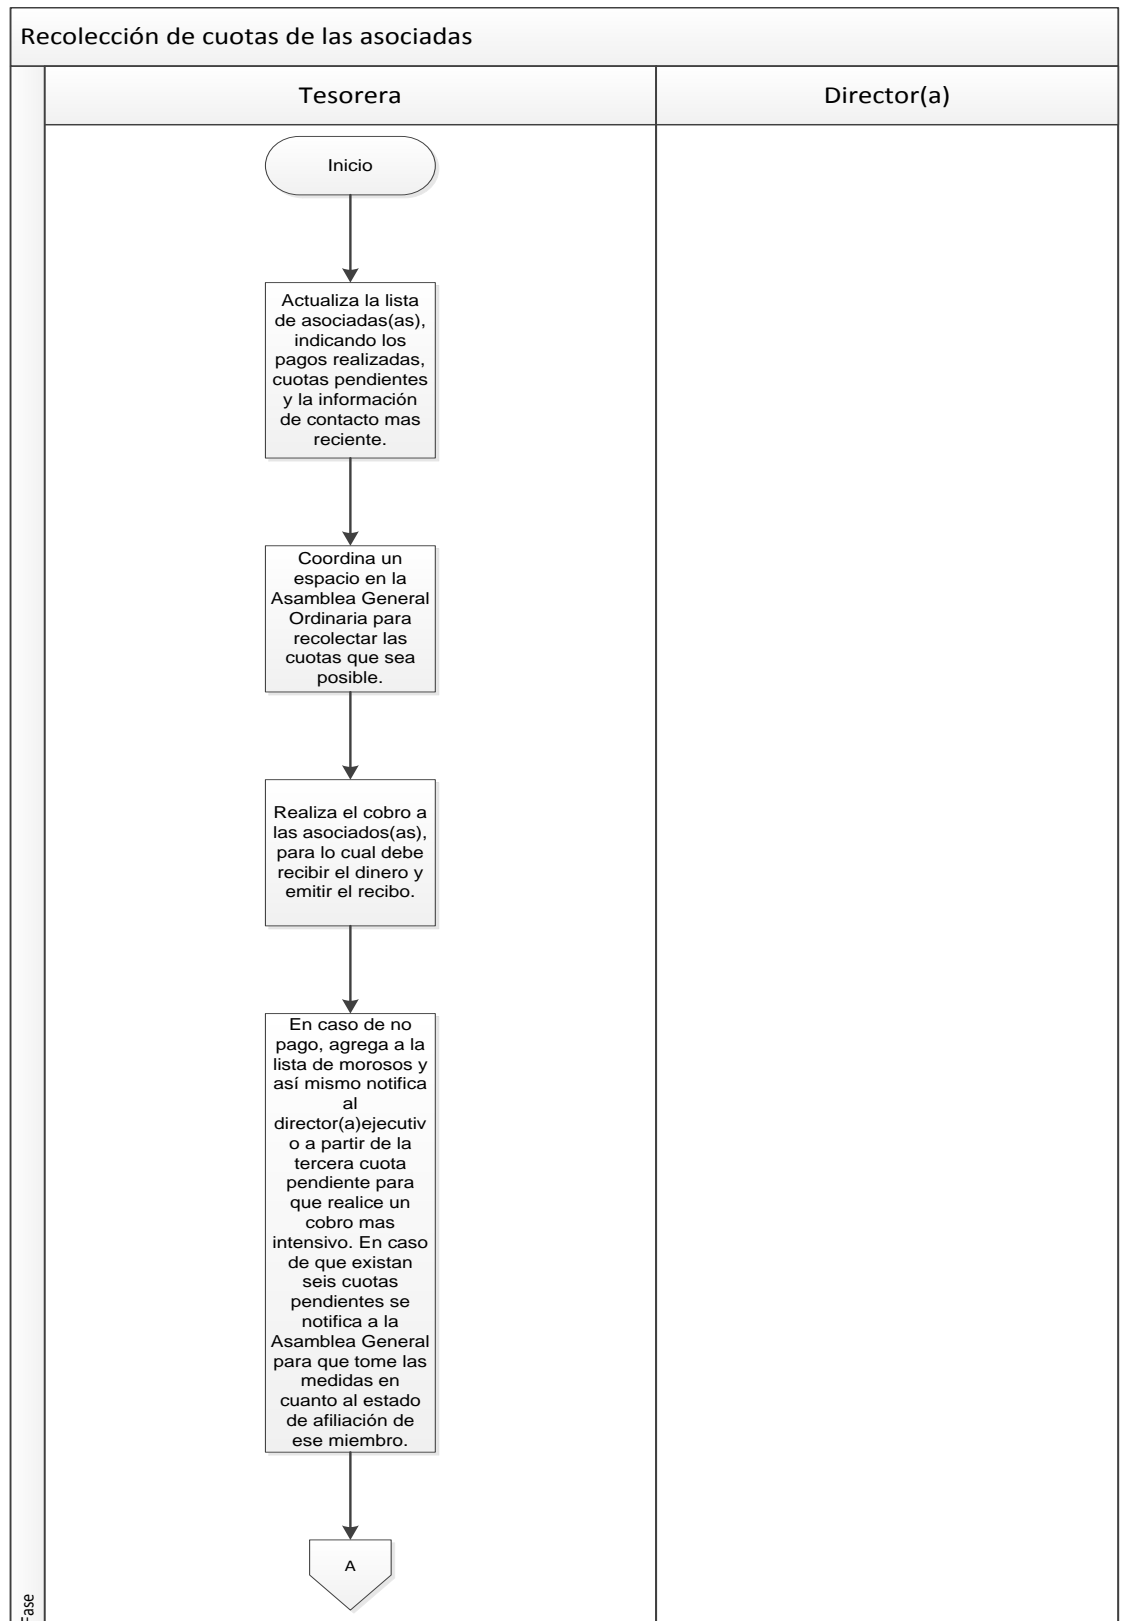 Recolección de cuotas de las asociadas
Tesorera
Director(a)
Inicio
Actualiza la lista
de asociadas(as),
indicando los
pagos realizadas,
cuotas pendientes
y la información
de contacto mas
reciente.
Coordina un
espacio en la
Asamblea General
Ordinaria para
recolectar las
cuotas que sea
posible.
Realiza el cobro a
las asociados(as),
para lo cual debe
recibir el dinero y
emitir el recibo.
En caso de no
pago, agrega a la
lista de morosos y
así mismo notifica
al
director(a)ejecutiv
o a partir de la
tercera cuota
pendiente para
que realice un
cobro mas
intensivo. En caso
de que existan
seis cuotas
pendientes se
notifica a la
Asamblea General
para que tome las
medidas en
cuanto al estado
de afiliación de
ese miembro.
A
Fase